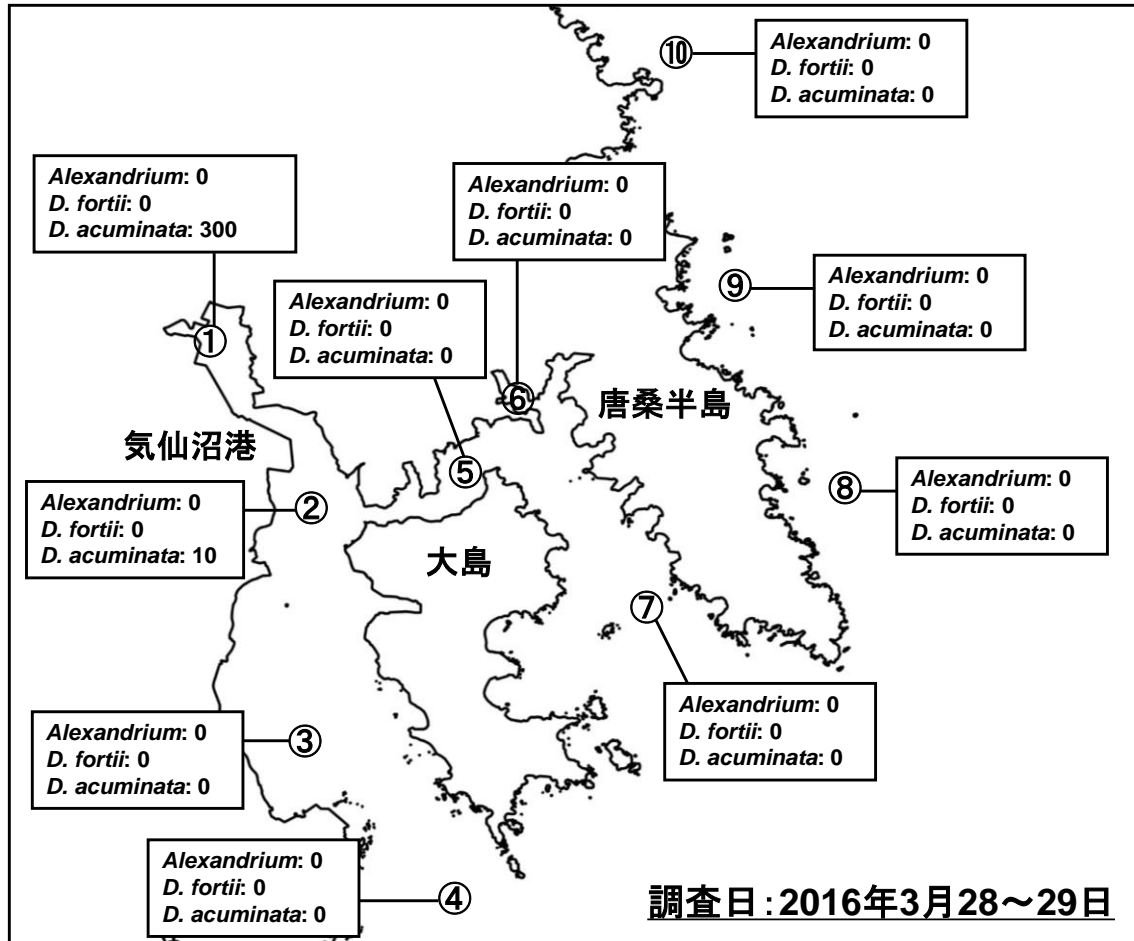 ⑩
Alexandrium: 0
D. fortii: 0
D. acuminata: 0
Alexandrium: 0
D. fortii: 0
D. acuminata: 300
①
Alexandrium: 0
D. fortii: 0
D. acuminata: 0
⑥
Alexandrium: 0
D. fortii: 0
D. acuminata: 0
⑤
⑨
Alexandrium: 0
D. fortii: 0
D. acuminata: 0
唐桑半島
気仙沼港
Alexandrium: 0
D. fortii: 0
D. acuminata: 10
②
大島
⑧
Alexandrium: 0
D. fortii: 0
D. acuminata: 0
⑦
Alexandrium: 0
D. fortii: 0
D. acuminata: 0
Alexandrium: 0
D. fortii: 0
D. acuminata: 0
③
Alexandrium: 0
D. fortii: 0
D. acuminata: 0
④
調査日:2016年3月28～29日